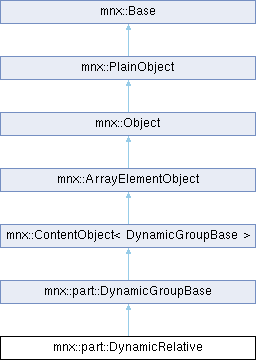 mnx::Base
mnx::PlainObject
mnx::Object
mnx::ArrayElementObject
mnx::ContentObject< DynamicGroupBase >
mnx::part::DynamicGroupBase
mnx::part::DynamicRelative